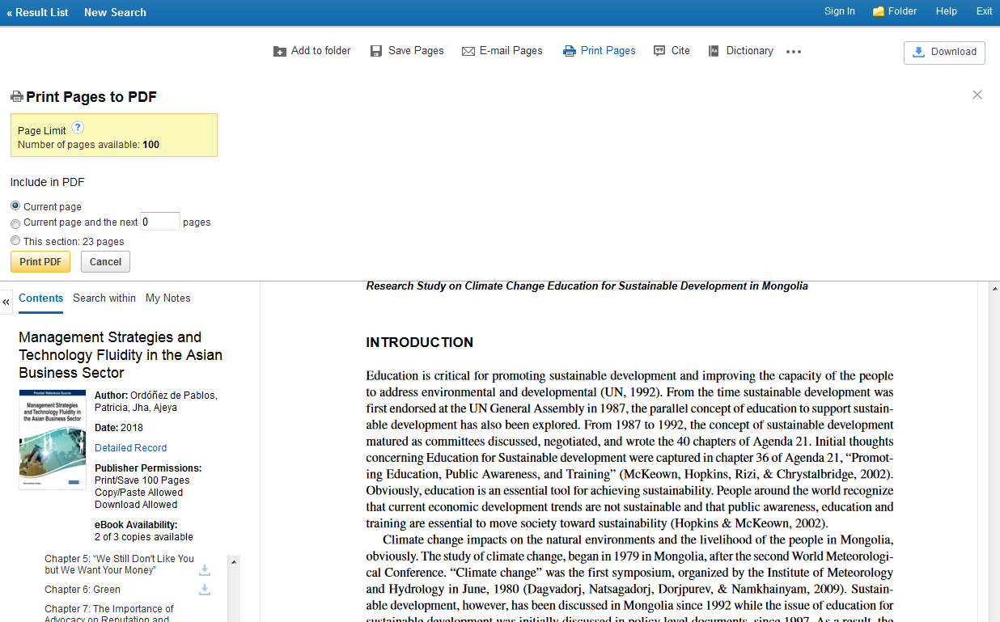 « Result List New Search Sign In Folder Help Exit
Add to folder Save Pages E-mail Pages Print Pages Cite Dictionary ••• Download
Print Pages to PDF
Page Limit ?
Number of pages available: 100
Include in PDF
Current page
Current page and the next 0 pages
This section: 23 pages
Print PDF Cancel
« Contents Search within My Notes
Management Strategies and
Technology Fluidity in the Asian
Business Sector
Premier Reference Source
Management Strategies
and Technology Fluidity in
the Asian Business Sector
Author: Ordóñez de Pablos,
Patricia, Jha, Ajeya
Date: 2018
Detailed Record
Publisher Permissions:
Print/Save 100 Pages
Copy/Paste Allowed
Download Allowed
eBook Availability:
2 of 3 copies available
Chapter 5: “We Still Don't Like You
but We Want Your Money”
Chapter 6: Green
Chapter 7: The Importance of
Advocacy on Reputation and
Research Study on Climate Change Education for Sustainable Development in Mongolia
INTRODUCTION
Education is critical for promoting sustainable development and improving the capacity of the people
to address environmental and developmental (UN, 1992). From the time sustainable development was
first endorsed at the UN General Assembly in 1987, the parallel concept of education to support sustain-
able development has also been explored. From 1987 to 1992, the concept of sustainable development
matured as committees discussed, negotiated, and wrote the 40 chapters of Agenda 21. Initial thoughts
concerning Education for Sustainable development were captured in chapter 36 of Agenda 21, “Promot-
ing Education, Public Awareness, and Training” (McKeown, Hopkins, Rizi, & Chrystalbridge, 2002).
Obviously, education is an essential tool for achieving sustainability. People around the world recognize
that current economic development trends are not sustainable and that public awareness, education and
training are essential to move society toward sustainability (Hopkins & McKeown, 2002).
Climate change impacts on the natural environments and the livelihood of the people in Mongolia,
obviously. The study of climate change, began in 1979 in Mongolia, after the second World Meteorologi-
cal Conference. “Climate change” was the first symposium, organized by the Institute of Meteorology
and Hydrology in June, 1980 (Dagvadorj, Natsagadorj, Dorjpurev, & Namkhainyam, 2009). Sustain-
able development, however, has been discussed in Mongolia since 1992 while the issue of education for
sustainable development was initially discussed in policy level documents, since 1997. As a result, the